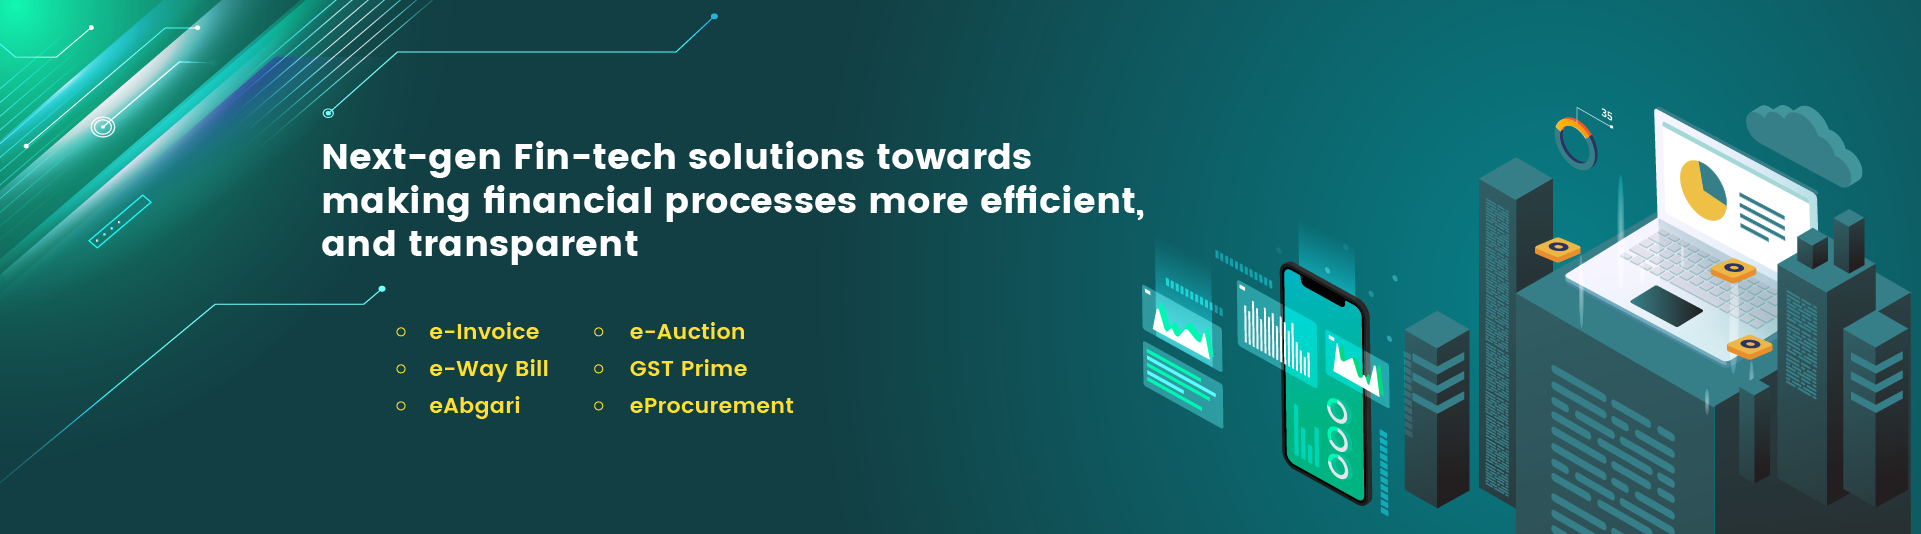 Next-gen Fin-tech solutions towards
making financial processes more efficient,
and transparent
e-Invoice
e-Way Bill
eAbgari
e-Auction
GST Prime
eProcurement
35